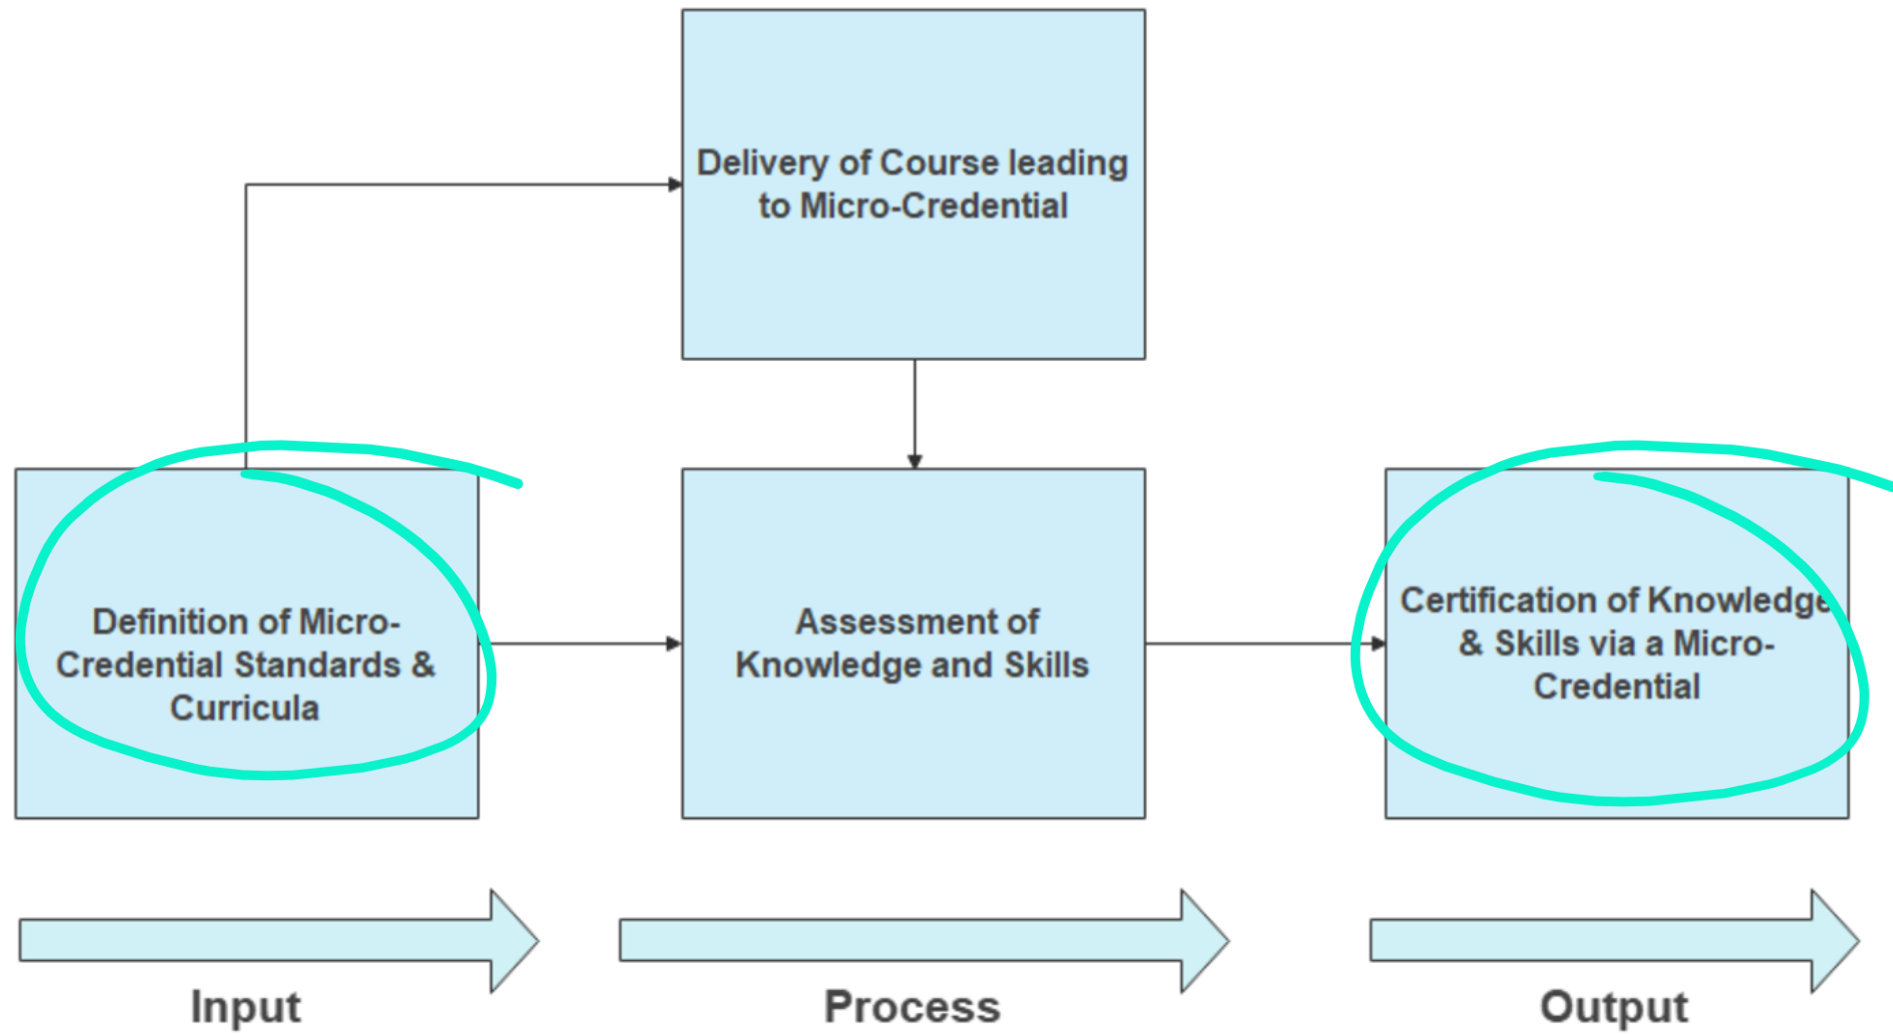 Delivery of Course leading
to Micro-Credential
Definition of Micro-
Credential Standards &
Curricula
Assessment of
Knowledge and Skills
Certification of Knowledge
& Skills via a Micro-
Credential
Input
Process
Output